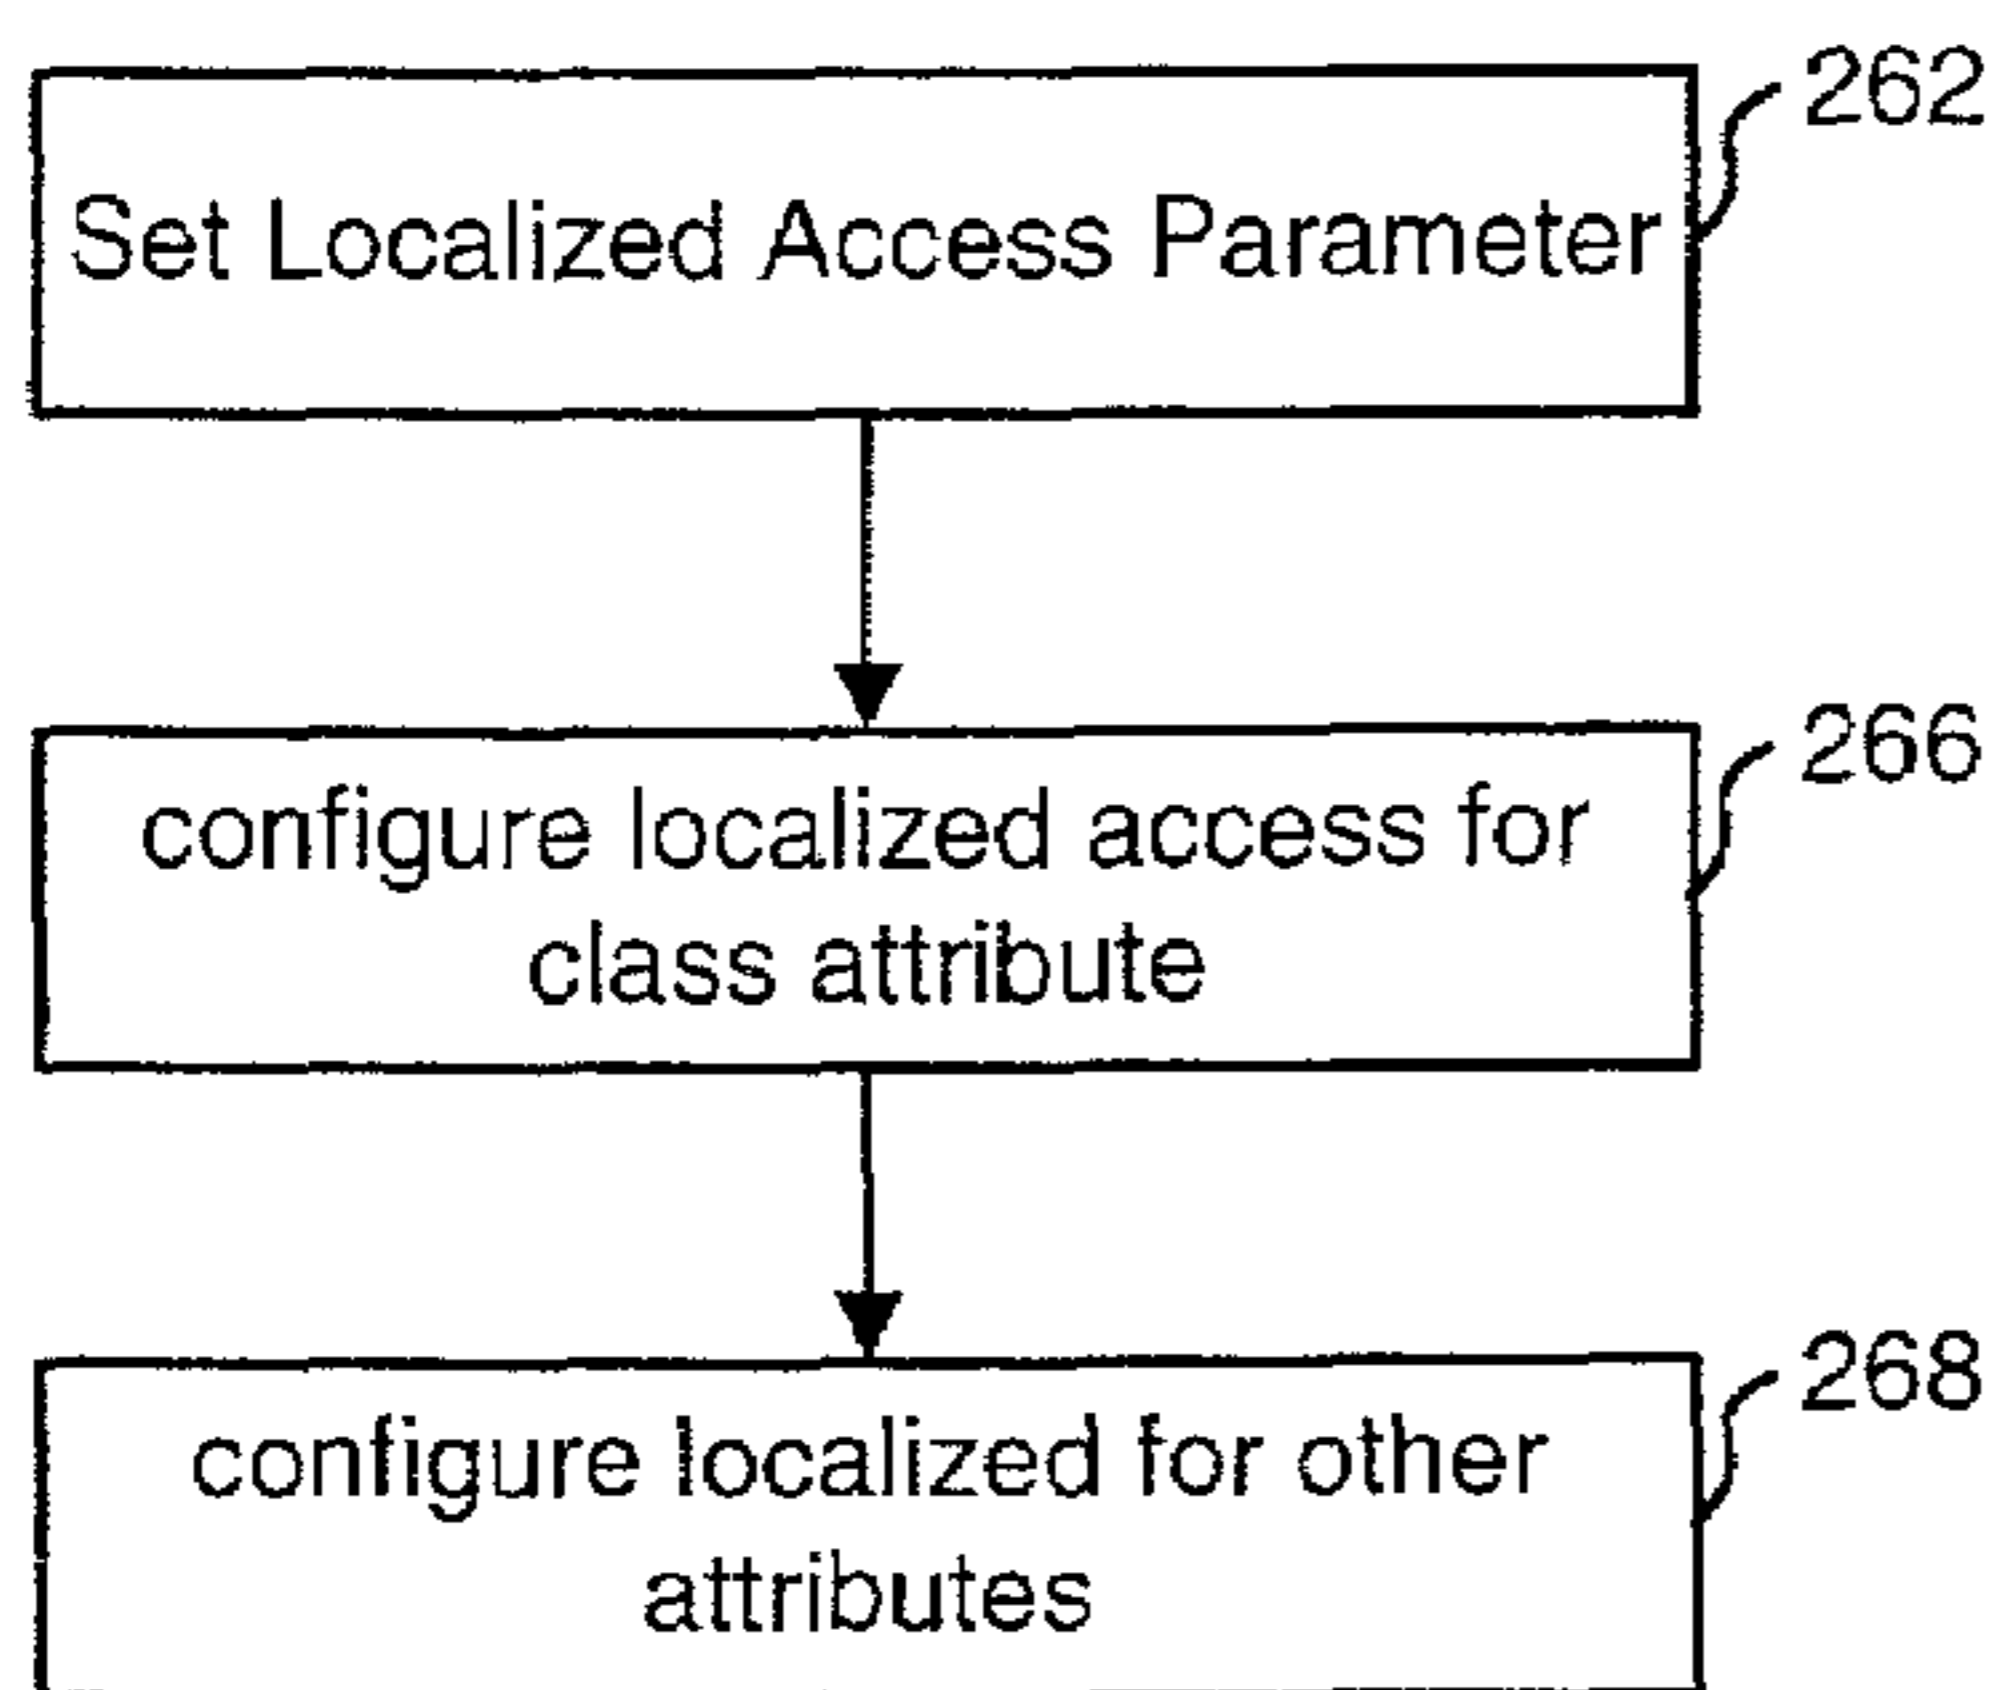 262
Set Localized Access Parameter
266
configure localized access for
class attribute
268
configure localized for other
attributes